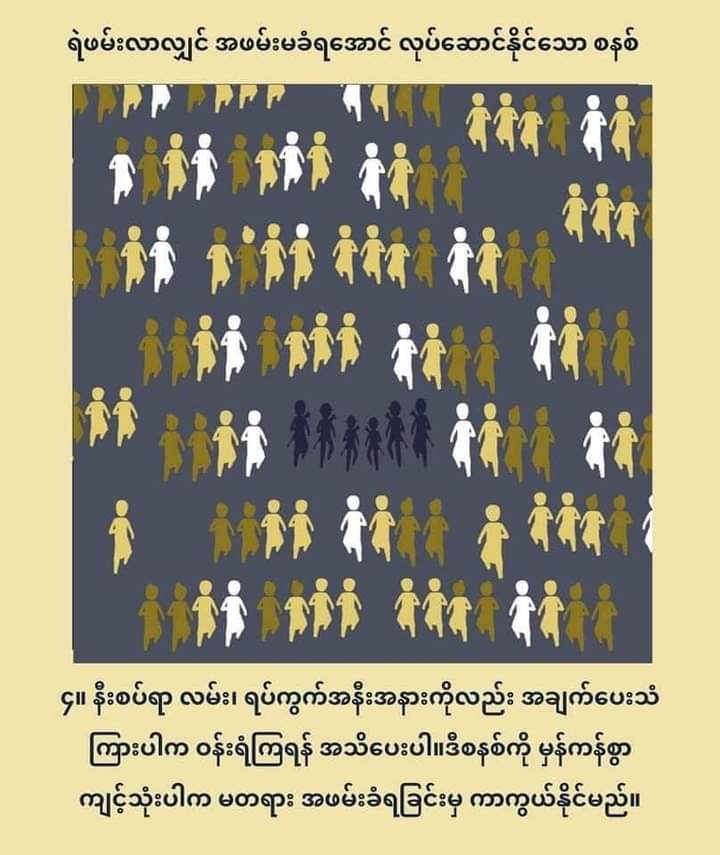 ရဲဖမ်းလာလျှင် အဖမ်းမခံရအောင် လုပ်ဆောင်နိုင်သော စနစ်
၄။ နီးစပ်ရာ လမ်း၊ ရပ်ကွက်အနီးအနားကိုလည်း အချက်ပေးသံ
ကြားပါက ဝန်းရံကြရန် အသိပေးပါ။ဒီစနစ်ကို မှန်ကန်စွာ
ကျင့်သုံးပါက မတရား အဖမ်းခံရခြင်းမှ ကာကွယ်နိုင်မည်။